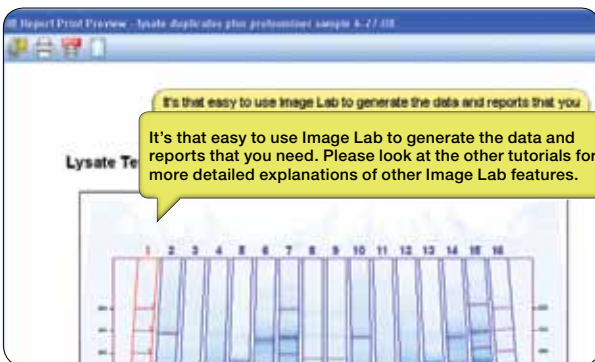 Report Print Preview - lysate duplicates plus proteominer sample 6-27-08
It's that easy to use Image Lab to generate the data and reports that you
It's that easy to use Image Lab to generate the data and
reports that you need. Please look at the other tutorials for
more detailed explanations of other Image Lab features.
Lysate Te
1 2 3 4 5 6 7 8 9 10 11 12 13 14 15 16